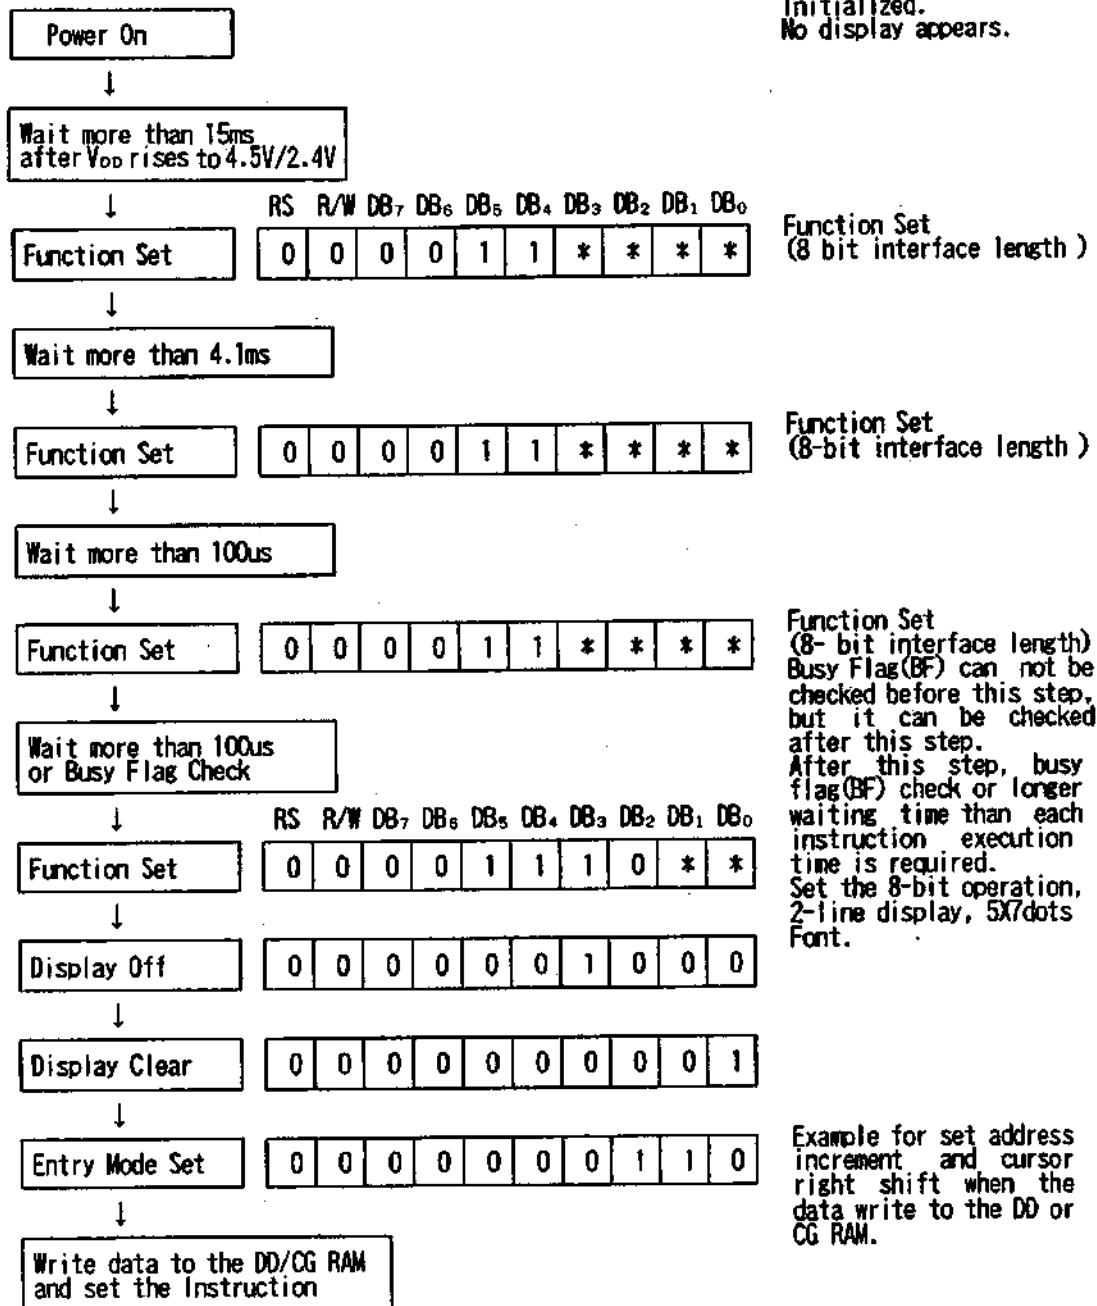 Initialized.
No display appears.
Power On
↓
Wait more than 15ms
after VDD rises to 4.5V/2.4V
↓
RS R/W DB7 DB6 DB5 DB4 DB3 DB2 DB1 DB0
Function Set 0 0 0 0 1 1 * * * *
Function Set
(8 bit interface length )
↓
Wait more than 4.1ms
↓
Function Set 0 0 0 0 1 1 * * * *
Function Set
(8-bit interface length )
↓
Wait more than 100us
↓
Function Set 0 0 0 0 1 1 * * * *
Function Set
(8- bit interface length)
Busy Flag(BF) can not be
checked before this step,
but it can be checked
after this step.
After this step, busy
flag(BF) check or longer
waiting time than each
instruction execution
time is required.
Set the 8-bit operation,
2-line display, 5X7dots
Font.
↓
Wait more than 100us
or Busy Flag Check
↓
RS R/W DB7 DB6 DB5 DB4 DB3 DB2 DB1 DB0
Function Set 0 0 0 0 1 1 1 0 * *
↓
Display Off 0 0 0 0 0 0 1 0 0 0
↓
Display Clear 0 0 0 0 0 0 0 0 0 1
↓
Entry Mode Set 0 0 0 0 0 0 0 1 1 0
Example for set address
increment and cursor
right shift when the
data write to the DD or
CG RAM.
↓
Write data to the DD/CG RAM
and set the Instruction